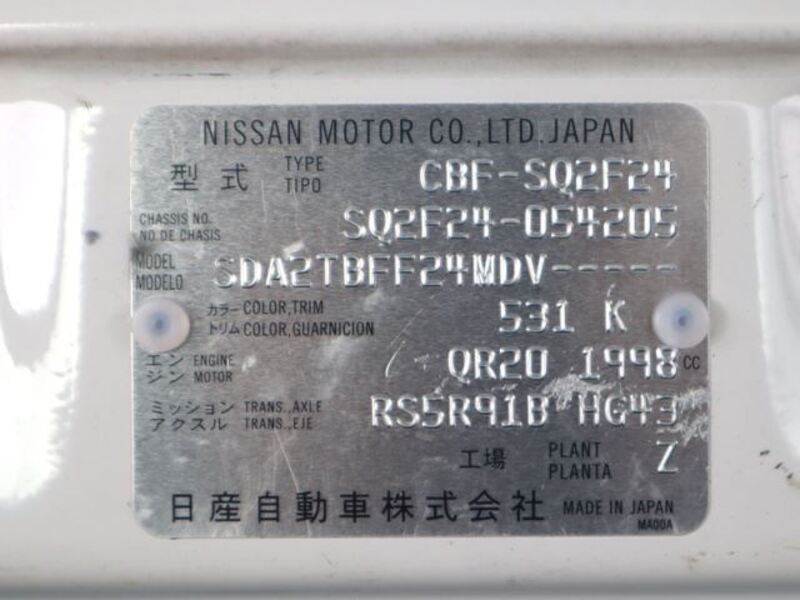 NISSAN MOTOR CO.,LTD.JAPAN
型式 TYPE TIPO CBF-SQ2F24
CHASSIS NO. NO.DE CHASIS SQ2F24-054205
MODEL MODELO SDA2TBFF24MDV-----
カラー COLOR,TRIM トリム COLOR,GUARNICION 531 K
エンジン ENGINE MOTOR QR20 1998 CC
ミッション TRANS.,AXLE アクスル TRANS.,EJE RS5R91B HG43
工場 PLANT PLANTA Z
日産自動車株式会社 MADE IN JAPAN
MA00A